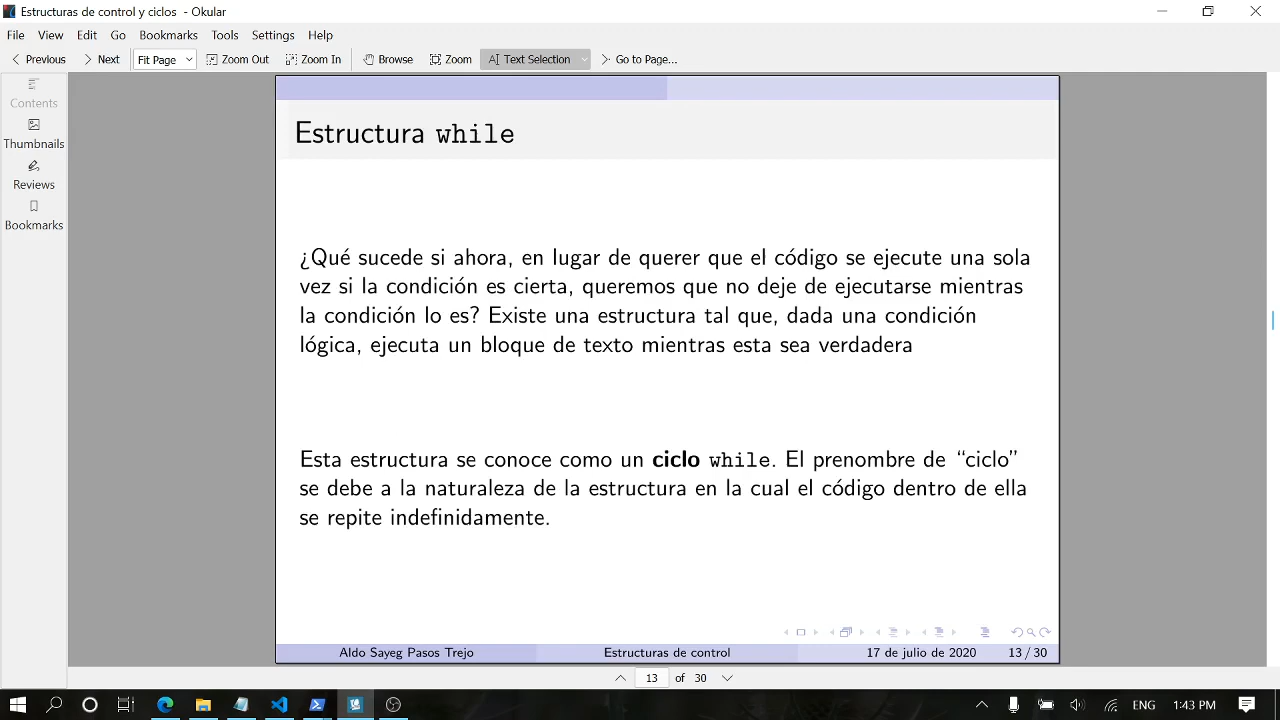 Estructuras de control y ciclos - Okular
File View Edit Go Bookmarks Tools Settings Help
Previous Next Fit Page Zoom Out Zoom In Browse Zoom Text Selection Go to Page...
Contents
Thumbnails
Reviews
Bookmarks
Estructura while
¿Qué sucede si ahora, en lugar de querer que el código se ejecute una sola
vez si la condición es cierta, queremos que no deje de ejecutarse mientras
la condición lo es? Existe una estructura tal que, dada una condición
lógica, ejecuta un bloque de texto mientras esta sea verdadera
Esta estructura se conoce como un ciclo while. El prenombre de “ciclo”
se debe a la naturaleza de la estructura en la cual el código dentro de ella
se repite indefinidamente.
Aldo Sayeg Pasos Trejo Estructuras de control 17 de julio de 2020 13 / 30
13 of 30
ENG 1:43 PM